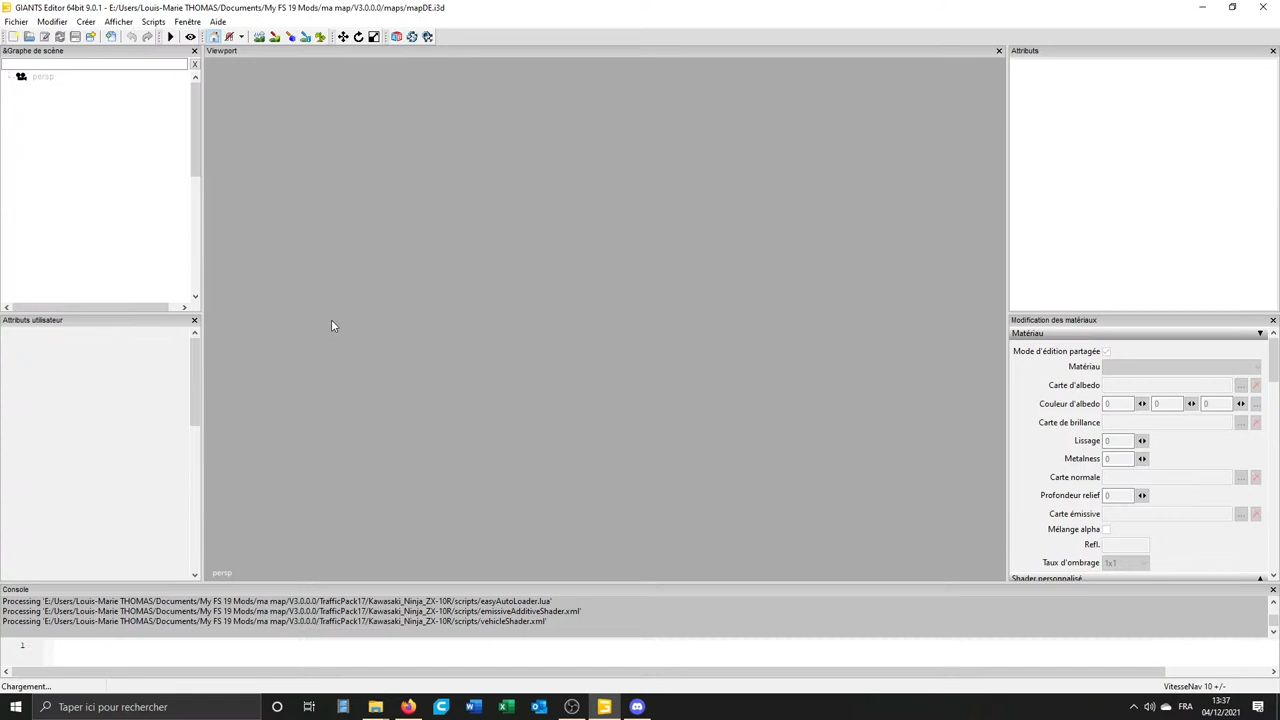 GIANTS Editor 64bit - E:/Users/Louis-Marie THOMAS/Documents/My FS 19 Mods/ma map/V3.0.0.0/maps/mapDE.i3d
Fichier Modifier Créer Afficher Scripts Fenêtre Aide
&Graphe de scène
Viewport
Attributs
X
persp
Attributs utilisateur
Modification des matériaux
Matériau
Mode d'édition partagée
Matériau
Carte d'albedo ...
Couleur d'albedo 0 0 0 ...
Carte de brillance ...
Lissage 0
Metalness 0
Carte normale ...
Profondeur relief 0
Carte émissive ...
Mélange alpha
Refl.
Taux d'ombrage 1x1
Shader personnalisé
persp
Console
Processing 'E:/Users/Louis-Marie THOMAS/Documents/My FS 19 Mods/ma map/V3.0.0.0/TrafficPack17/Kawasaki_Ninja_ZX-10R/scripts/easyAutoLoader.lua'
Processing 'E:/Users/Louis-Marie THOMAS/Documents/My FS 19 Mods/ma map/V3.0.0.0/TrafficPack17/Kawasaki_Ninja_ZX-10R/scripts/emissiveAdditiveShader.xml'
Processing 'E:/Users/Louis-Marie THOMAS/Documents/My FS 19 Mods/ma map/V3.0.0.0/TrafficPack17/Kawasaki_Ninja_ZX-10R/scripts/vehicleShader.xml'
1
Chargement...
VitesseNav 10 +/-
Taper ici pour rechercher
FRA
13:37
04/12/2021